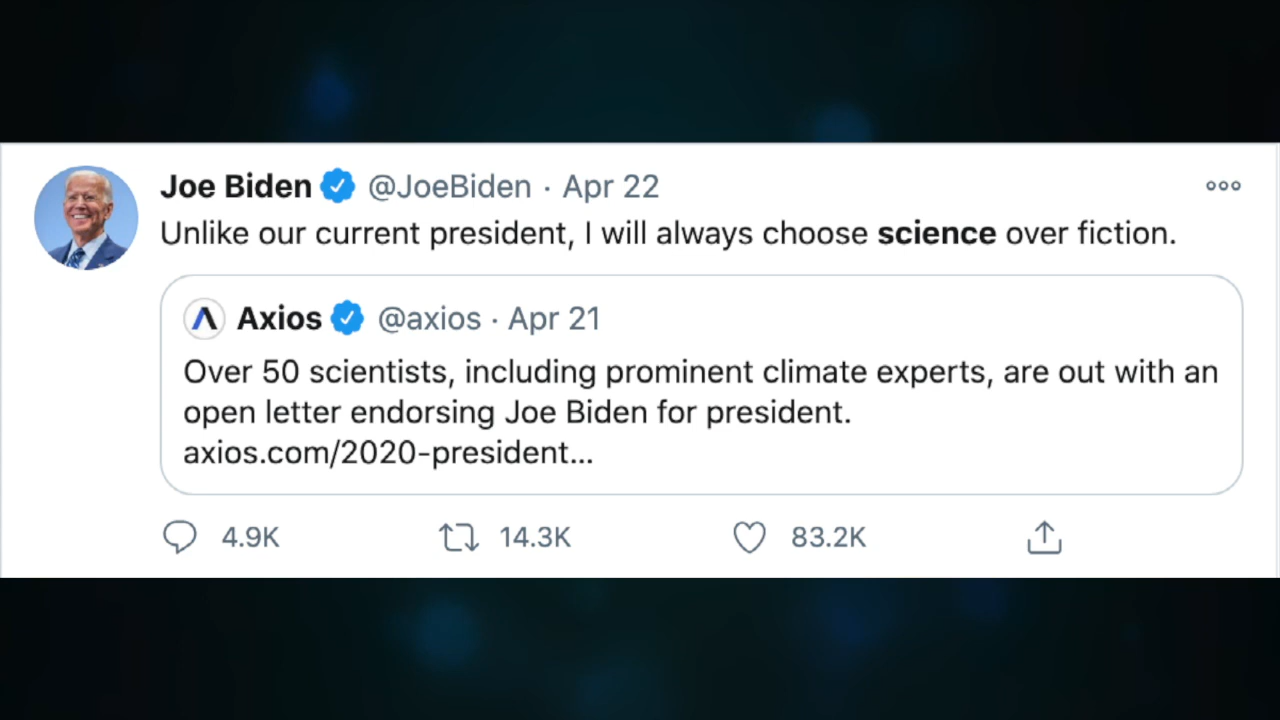 Joe Biden @JoeBiden · Apr 22
Unlike our current president, I will always choose science over fiction.
Axios @axios · Apr 21
Over 50 scientists, including prominent climate experts, are out with an
open letter endorsing Joe Biden for president.
axios.com/2020-president...
4.9K 14.3K 83.2K